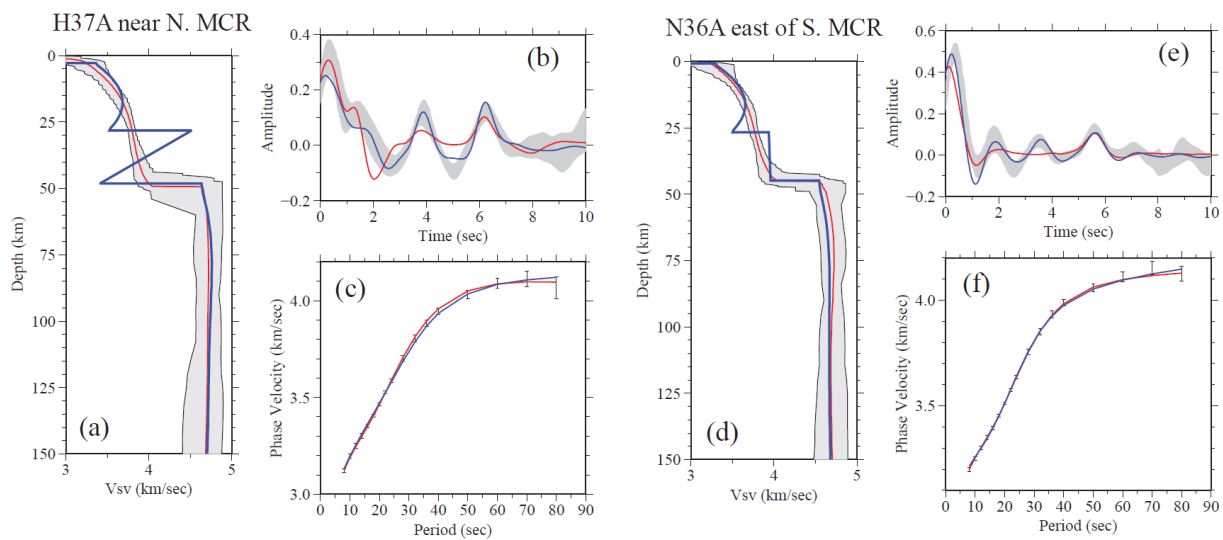 H37A near N. MCR
0
25
50
75
100
125
150
Depth (km)
3
4
5
Vsv (km/sec)
(a)
0.4
0.2
0.0
−0.2
Amplitude
0
2
4
6
8
10
Time (sec)
(b)
4.0
3.5
3.0
Phase Velocity (km/sec)
0 10 20 30 40 50 60 70 80 90
Period (sec)
(c)
N36A east of S. MCR
0
25
50
75
100
125
150
Depth (km)
3
4
5
Vsv (km/sec)
(d)
0.6
0.4
0.2
0.0
−0.2
Amplitude
0
2
4
6
8
10
Time (sec)
(e)
4.0
3.5
Phase Velocity (km/sec)
0 10 20 30 40 50 60 70 80 90
Period (sec)
(f)